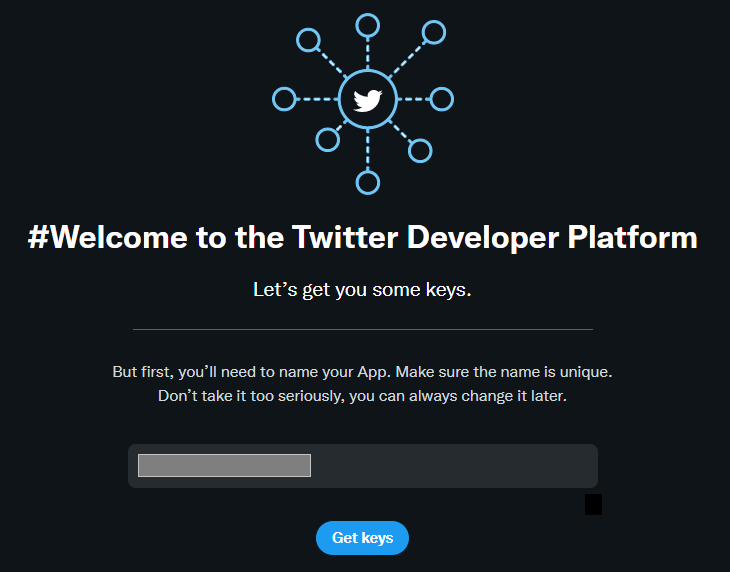 #Welcome to the Twitter Developer Platform
Let’s get you some keys.
But first, you’ll need to name your App. Make sure the name is unique.
Don’t take it too seriously, you can always change it later.
Get keys